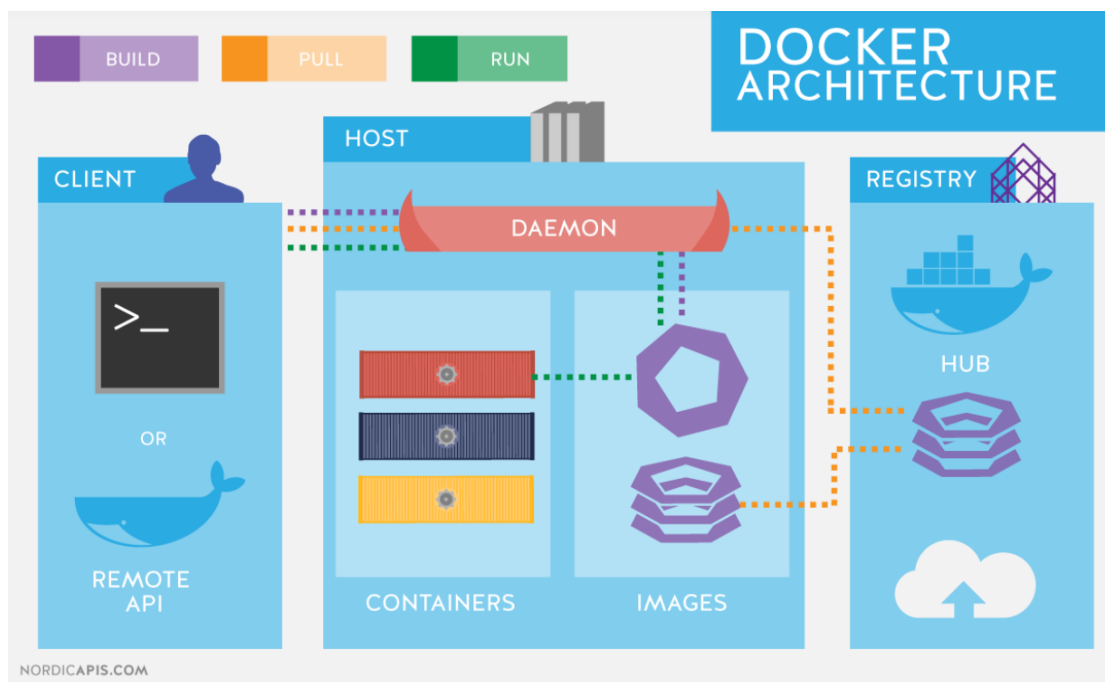 BUILD
PULL
RUN
DOCKER
ARCHITECTURE
HOST
CLIENT
REGISTRY
DAEMON
>_
HUB
OR
REMOTE
API
CONTAINERS
IMAGES
NORDICAPIS.COM